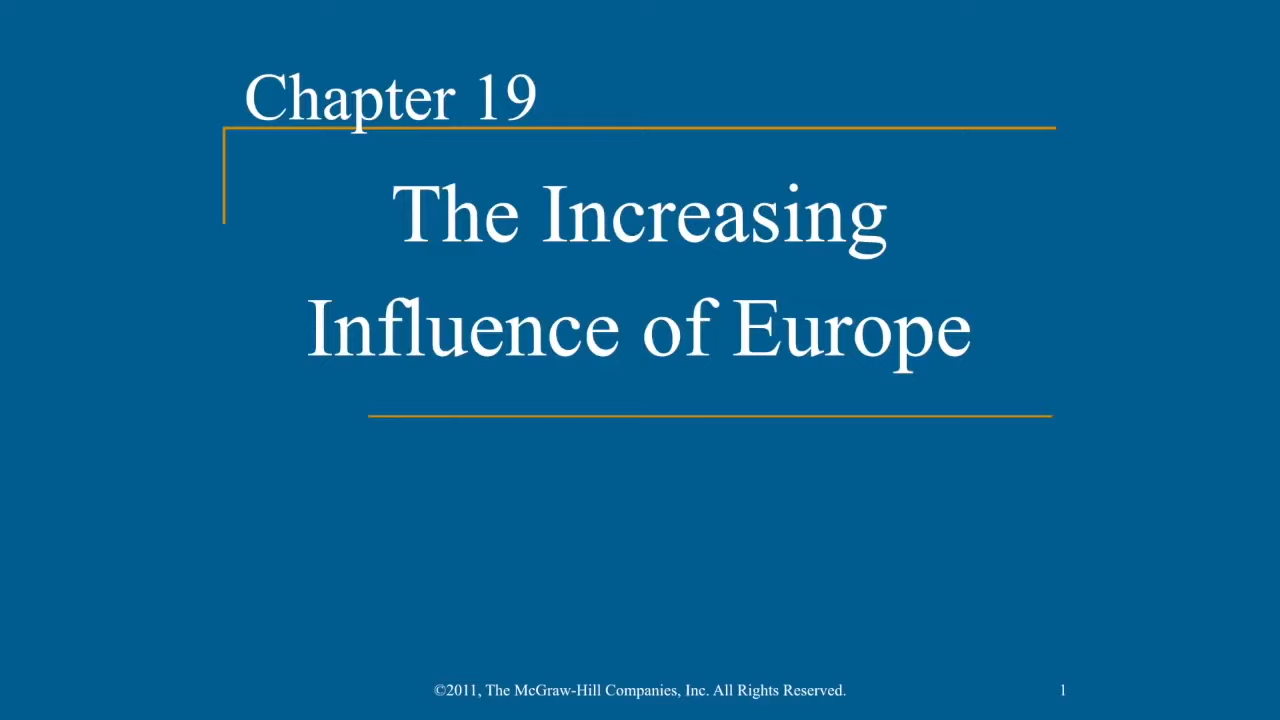 Chapter 19
The Increasing
Influence of Europe
©2011, The McGraw-Hill Companies, Inc. All Rights Reserved.
1